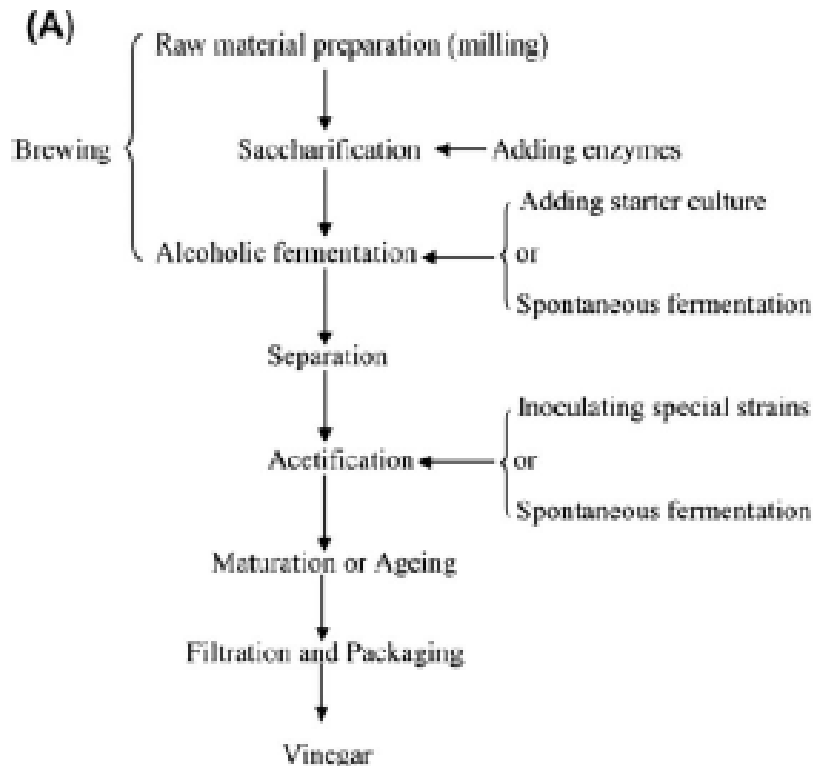 (A)
Raw material preparation (milling)
Brewing
Saccharification
Adding enzymes
Adding starter culture
Alcoholic fermentation
or
Spontaneous fermentation
Separation
Inoculating special strains
Acetification
or
Spontaneous fermentation
Maturation or Ageing
Filtration and Packaging
Vinegar